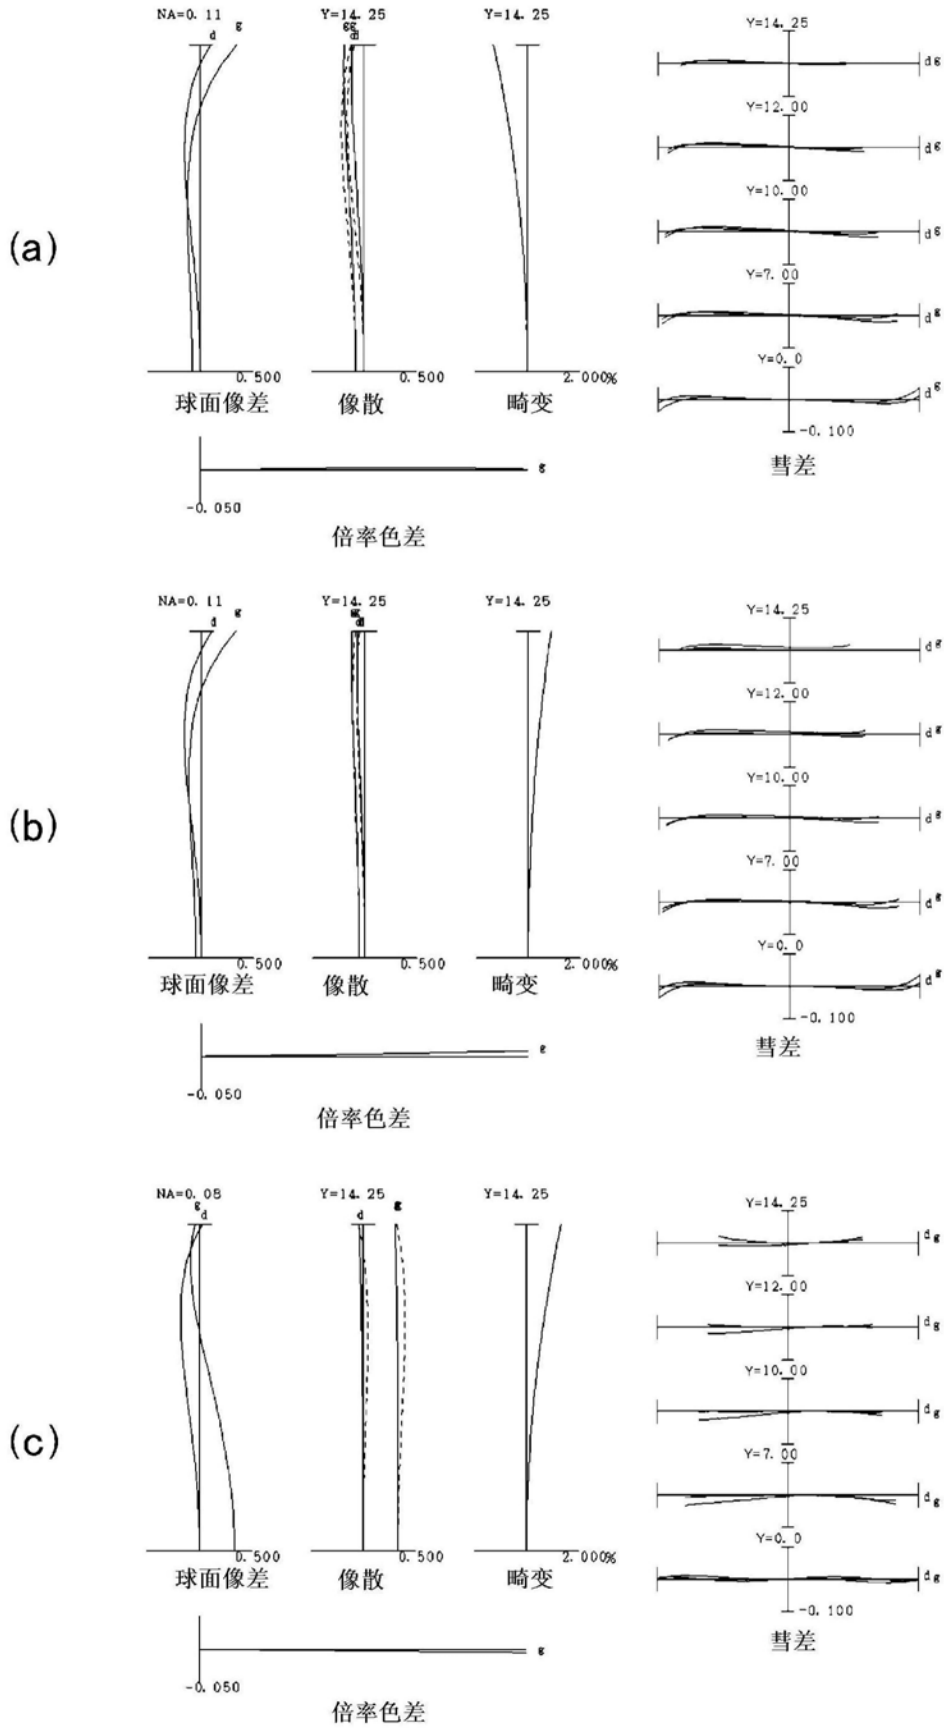 (a)
NA=0.11
d
g
0.500
球面像差
Y=14.25
gg
d
0.500
像散
Y=14.25
2.000%
畸变
Y=14.25
d g
Y=12.00
d g
Y=10.00
d g
Y=7.00
d g
Y=0.0
d g
-0.100
彗差
g
-0.050
倍率色差
(b)
NA=0.11
d
g
0.500
球面像差
Y=14.25
g
d
0.500
像散
Y=14.25
2.000%
畸变
Y=14.25
d g
Y=12.00
d g
Y=10.00
d g
Y=7.00
d g
Y=0.0
d g
-0.100
彗差
g
-0.050
倍率色差
(c)
NA=0.08
g
d
0.500
球面像差
Y=14.25
d
g
0.500
像散
Y=14.25
2.000%
畸变
Y=14.25
d g
Y=12.00
d g
Y=10.00
d g
Y=7.00
d g
Y=0.0
d g
-0.100
彗差
g
-0.050
倍率色差